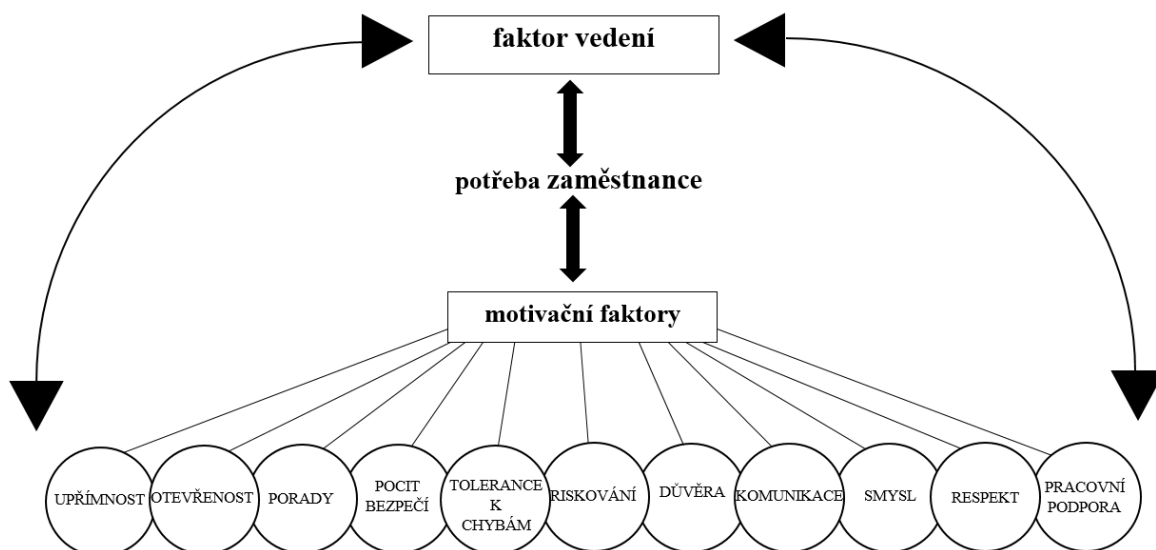 faktor vedení
potřeba zaměstnance
motivační faktory
UPŘÍMNOST
OTEVŘENOST
PORADY
POCIT
BEZPEČÍ
TOLERANCE
K
CHYBÁM
RISKOVÁNÍ
DŮVĚRA
KOMUNIKACE
SMYSL
RESPEKT
PRACOVNÍ
PODPORA